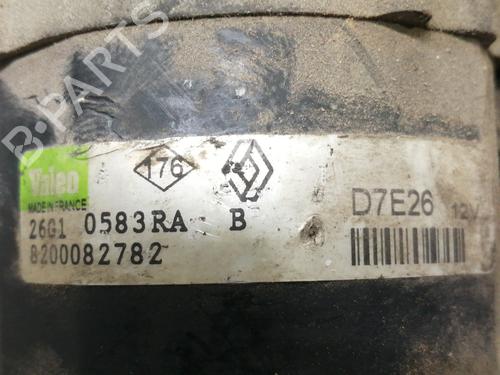 B-PARTS
Valeo
176
MADE IN FRANCE
26G1 0583RA B
D7E26 12V
8200082782